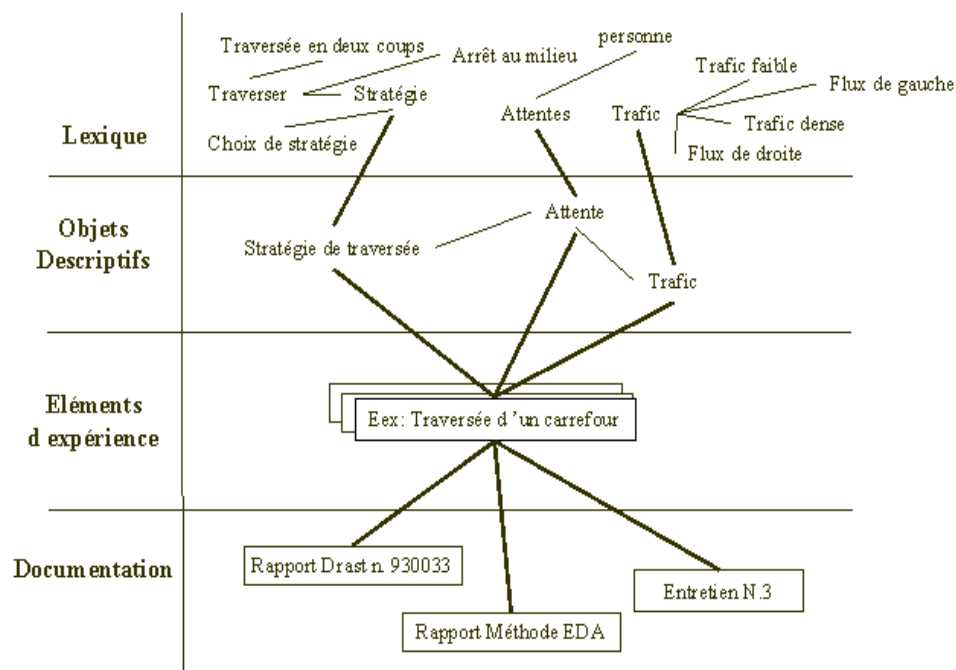 Traversée en deux coups
personne
Arrêt au milieu
Trafic faible
Flux de gauche
Traverser
Stratégie
Attentes
Trafic
Trafic dense
Lexique
Choix de stratégie
Flux de droite
Objets
Descriptifs
Attente
Stratégie de traversée
Trafic
Eléments
d expérience
Eex: Traversée d ’un carrefour
Documentation
Rapport Drast n. 930033
Entretien N.3
Rapport Méthode EDA